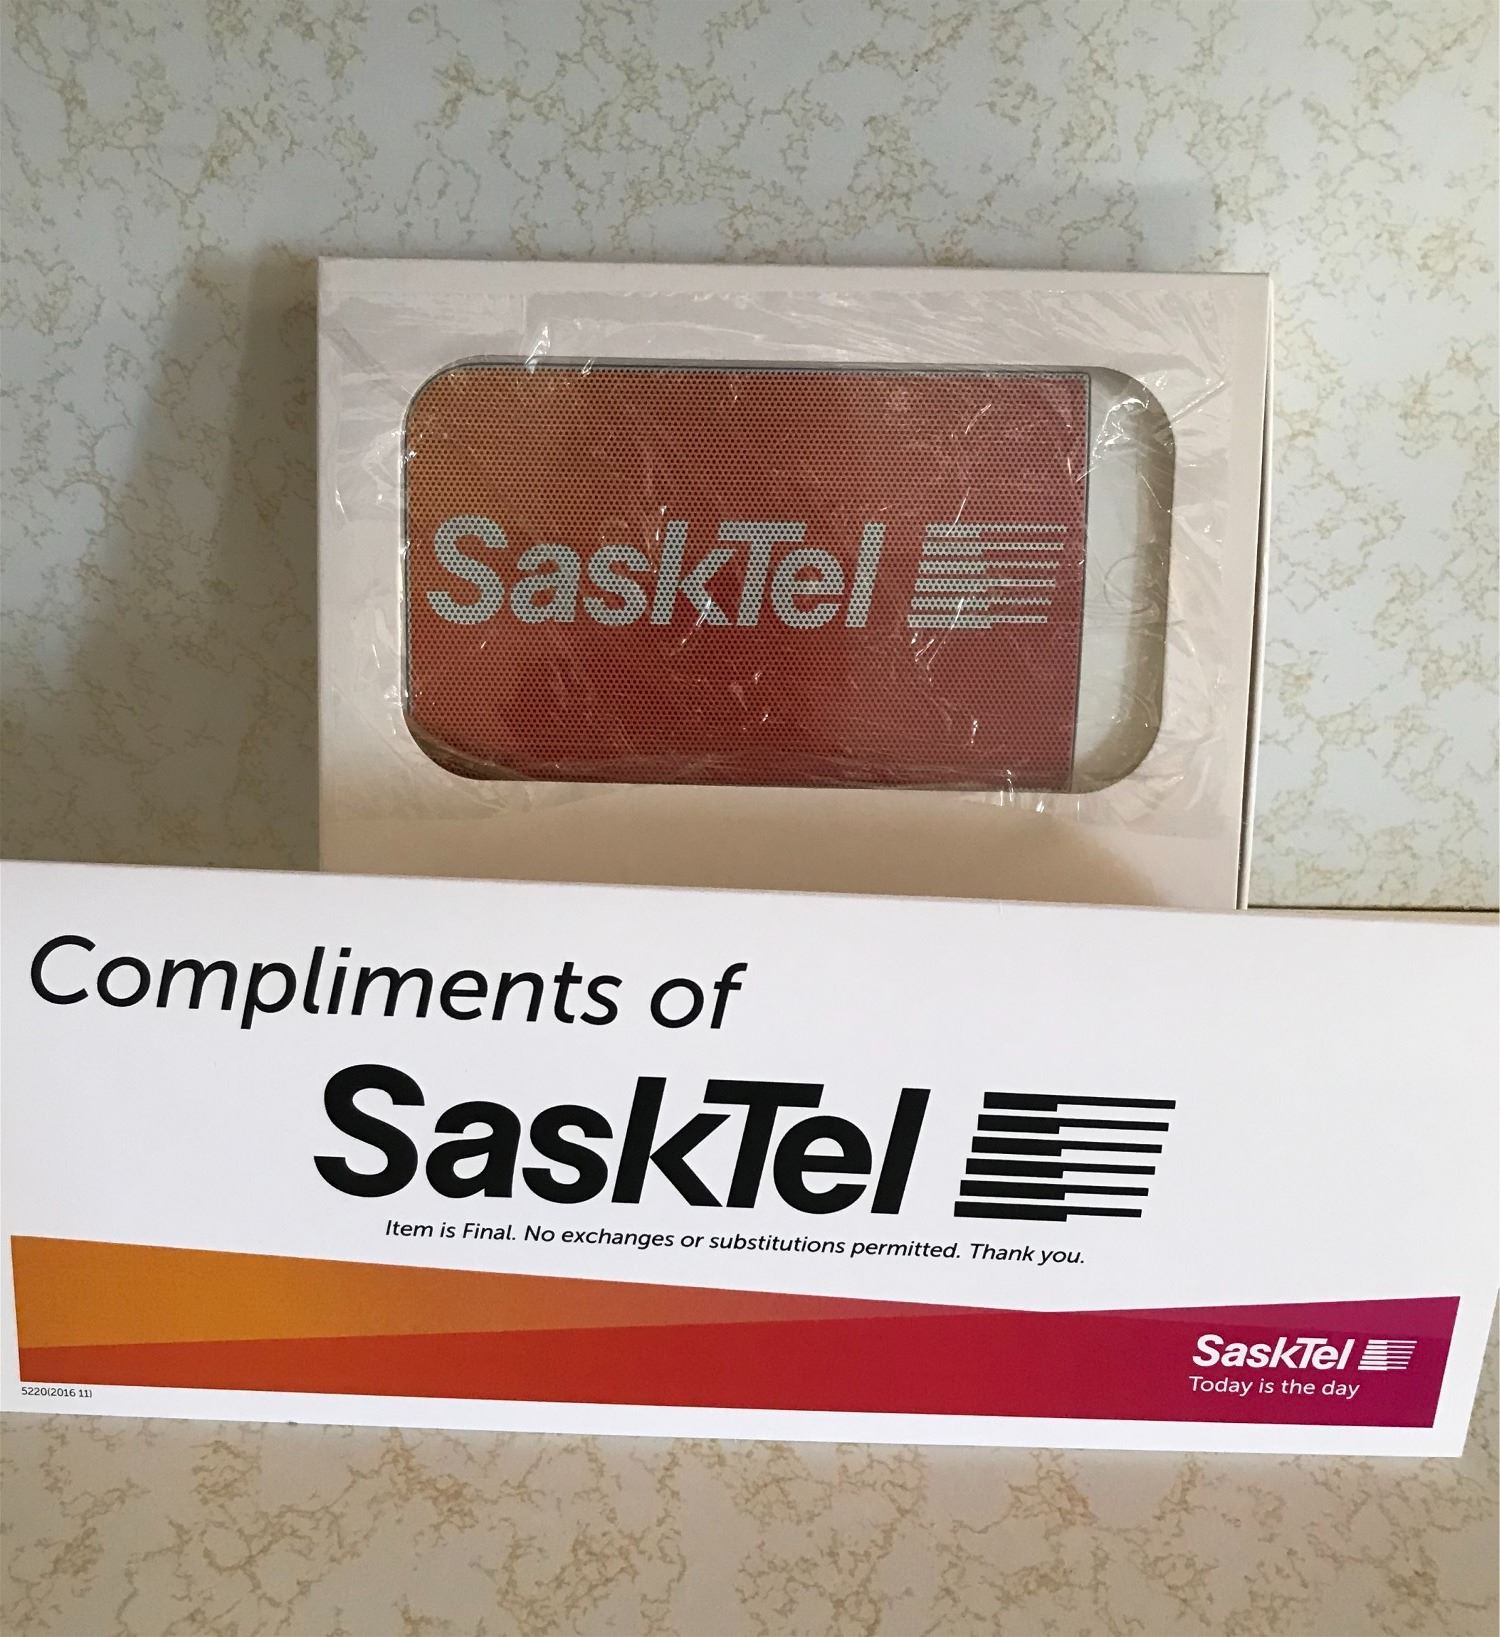 SaskTel
Compliments of
SaskTel
Item is Final. No exchanges or substitutions permitted. Thank you.
SaskTel
Today is the day
5220(2016 11)